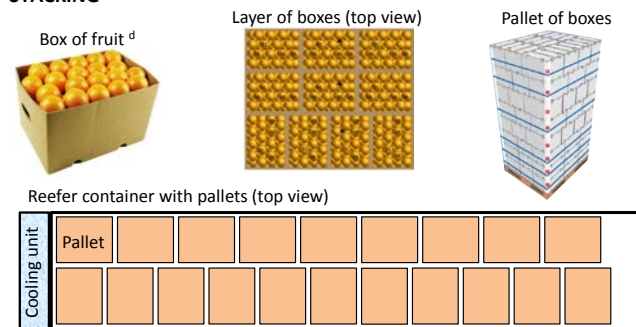 STACKING
Layer of boxes (top view)
Pallet of boxes
Box of fruit d
Reefer container with pallets (top view)
Cooling unit
Pallet